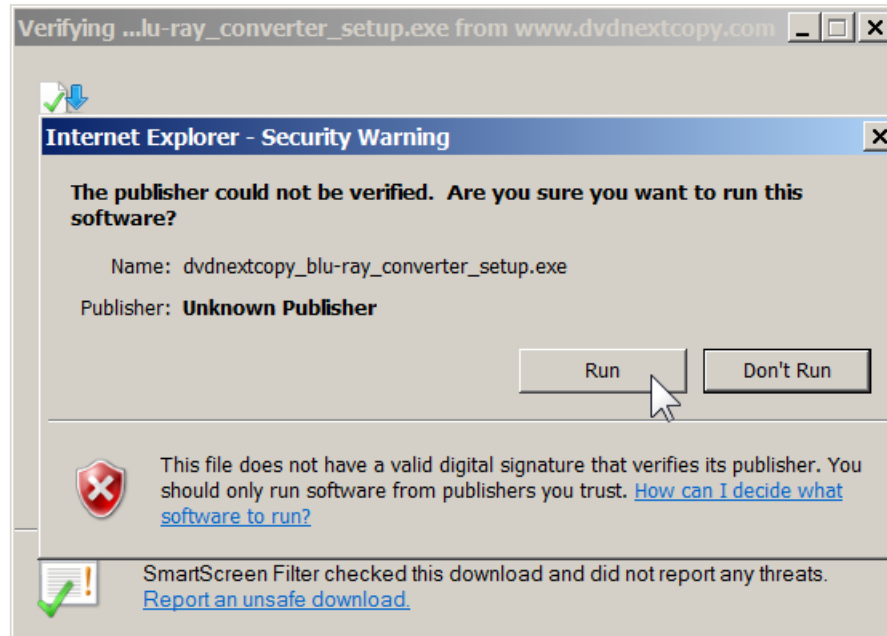 Verifying ...lu-ray_converter_setup.exe from www.dvdnextcopy.com
Internet Explorer - Security Warning
The publisher could not be verified.  Are you sure you want to run this
software?
Name: dvdnextcopy_blu-ray_converter_setup.exe
Publisher: Unknown Publisher
Run
Don't Run
This file does not have a valid digital signature that verifies its publisher. You
should only run software from publishers you trust. How can I decide what
software to run?
SmartScreen Filter checked this download and did not report any threats.
Report an unsafe download.